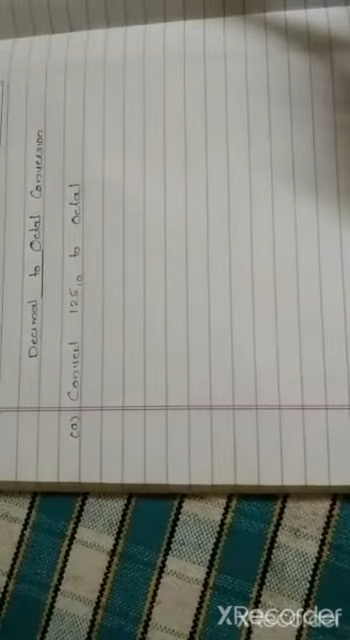 Decimal to Octal Conversion
(a) Convert 125₁₀ to Octal
XRecorder